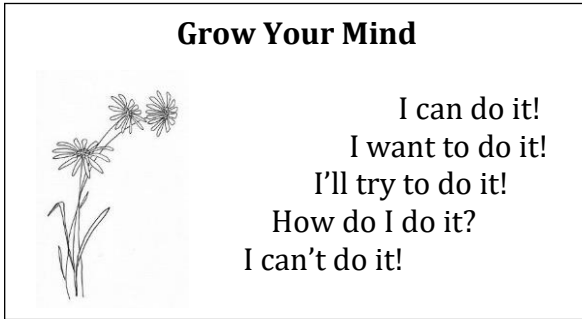 Grow Your Mind
I can do it!
I want to do it!
I’ll try to do it!
How do I do it?
I can’t do it!